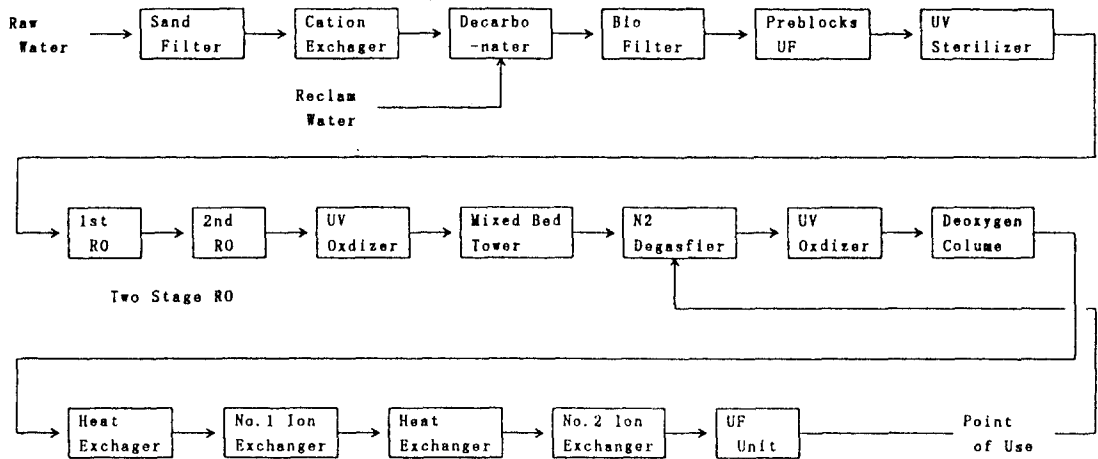 Raw
Water
Sand
Filter
Cation
Exchager
Decarbo
-nater
Bio
Filter
Preblocks
UF
UV
Sterilizer
Reclam
Water
1st
RO
2nd
RO
UV
Oxdizer
Mixed Bed
Tower
N2
Degasfier
UV
Oxdizer
Deoxygen
Colume
Two Stage RO
Heat
Exchager
No.1 Ion
Exchanger
Heat
Exchanger
No.2 Ion
Exchanger
UF
Unit
Point
of Use